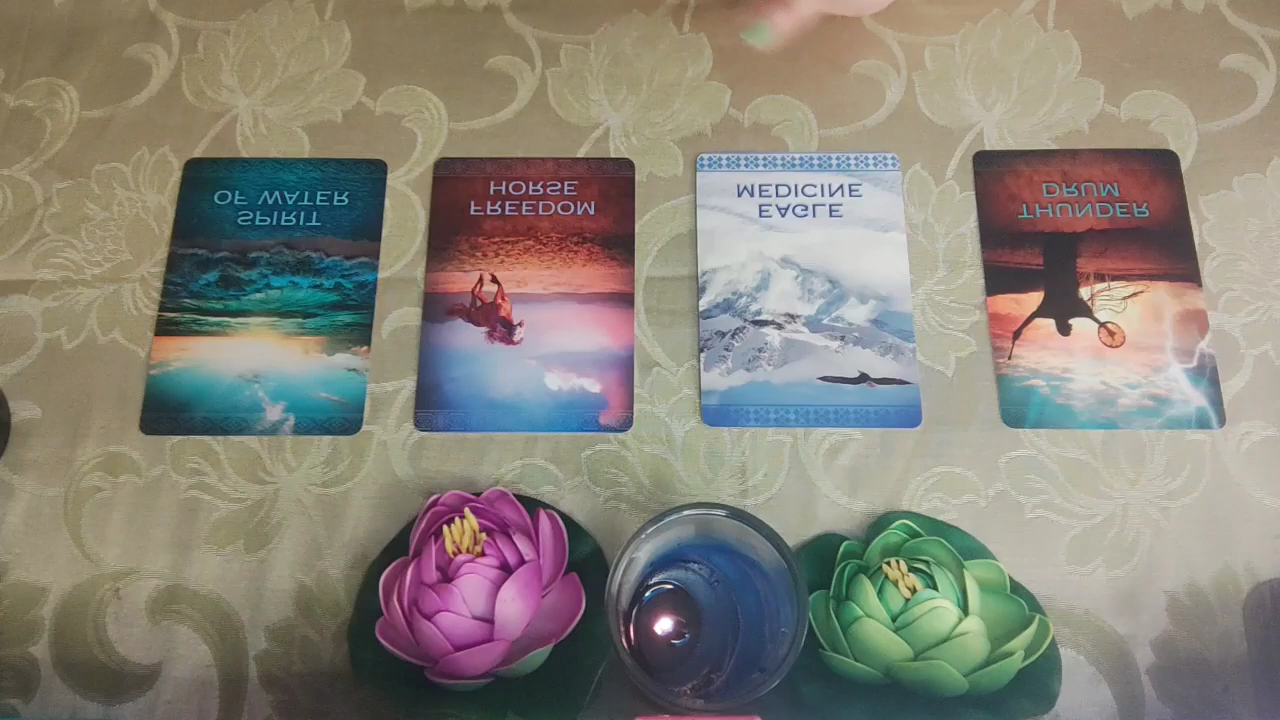 SPIRIT
OF WATER
FREEDOM
HORSE
EAGLE
MEDICINE
THUNDER
DRUM